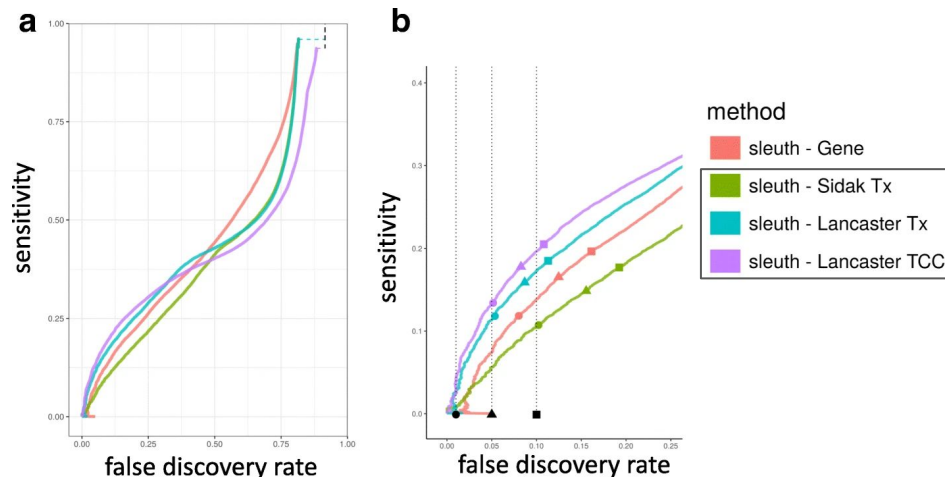 a
1.00
0.75
0.50
0.25
0.00
sensitivity
0.00 0.25 0.50 0.75 1.00
false discovery rate
b
0.4
0.3
0.2
0.1
0.0
sensitivity
0.00 0.05 0.10 0.15 0.20 0.25
false discovery rate
method
sleuth - Gene
sleuth - Sidak Tx
sleuth - Lancaster Tx
sleuth - Lancaster TCC